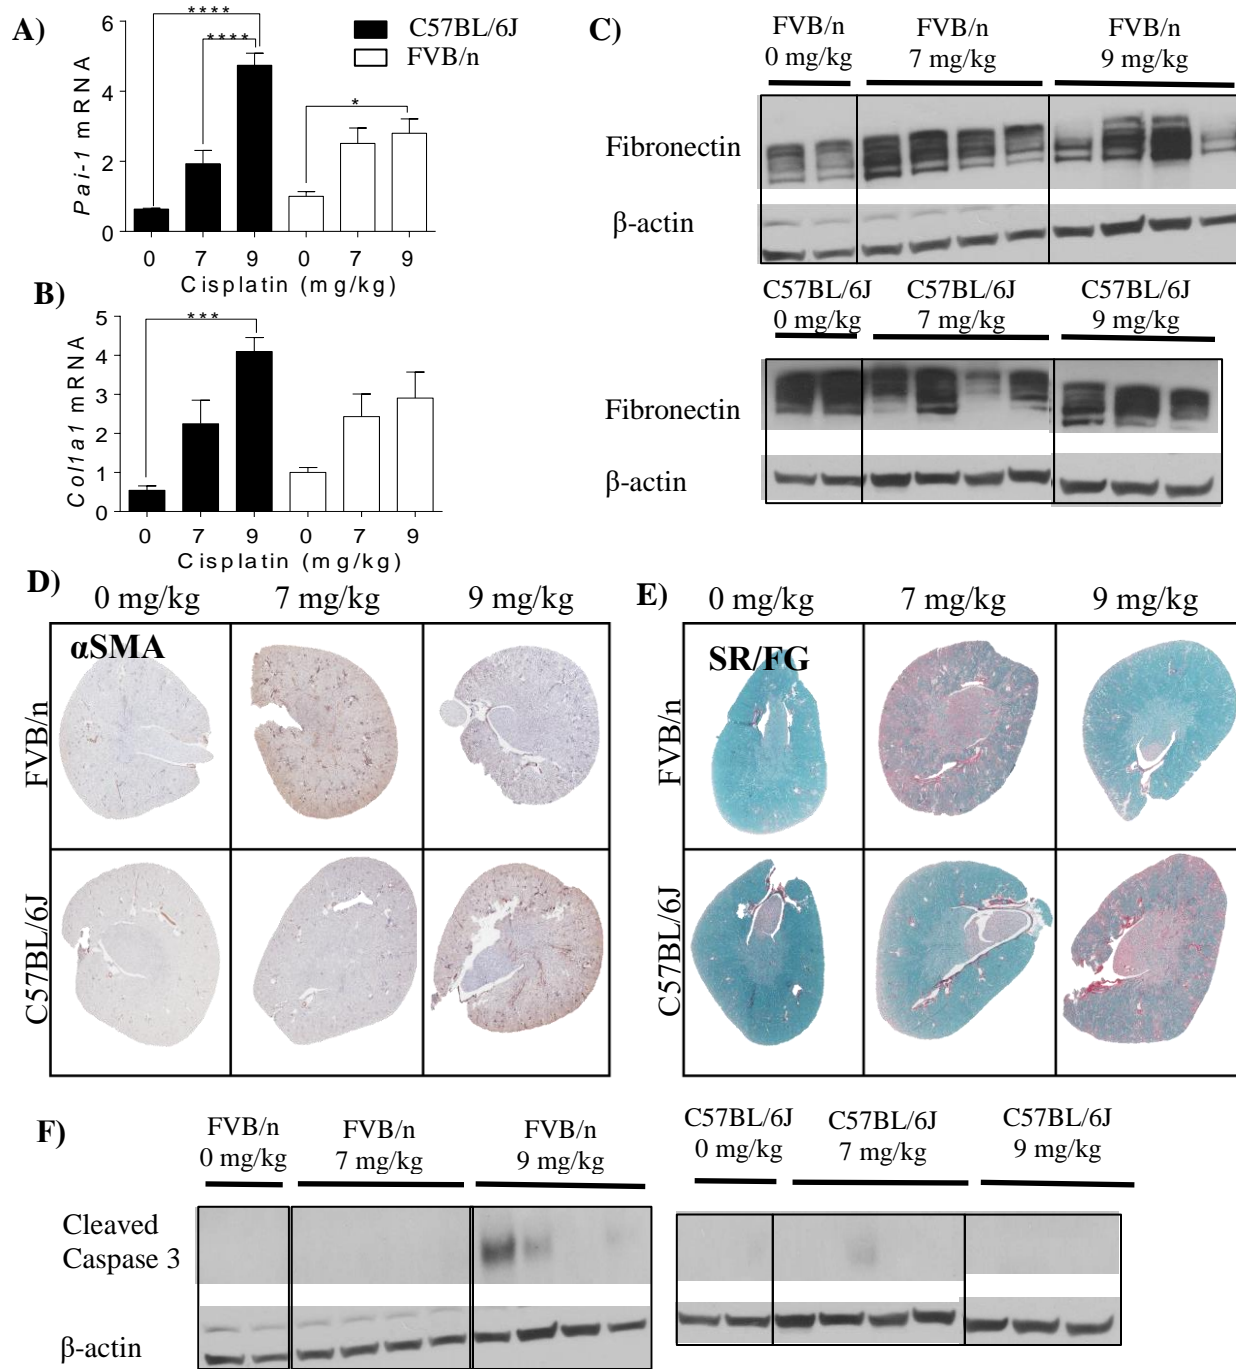 A)
Pai-1 mRNA
6
4
2
0
****
****
*
0 7 9 0 7 9
Cisplatin (mg/kg)
C57BL/6J
FVB/n
B)
Col1a1 mRNA
5
4
3
2
1
0
***
0 7 9 0 7 9
Cisplatin (mg/kg)
C)
FVB/n FVB/n FVB/n
0 mg/kg 7 mg/kg 9 mg/kg
Fibronectin
β-actin
C57BL/6J C57BL/6J C57BL/6J
0 mg/kg 7 mg/kg 9 mg/kg
Fibronectin
β-actin
D)
0 mg/kg 7 mg/kg 9 mg/kg
αSMA
FVB/n
C57BL/6J
E)
0 mg/kg 7 mg/kg 9 mg/kg
SR/FG
FVB/n
C57BL/6J
F)
FVB/n FVB/n FVB/n
0 mg/kg 7 mg/kg 9 mg/kg
C57BL/6J C57BL/6J C57BL/6J
0 mg/kg 7 mg/kg 9 mg/kg
Cleaved
Caspase 3
β-actin